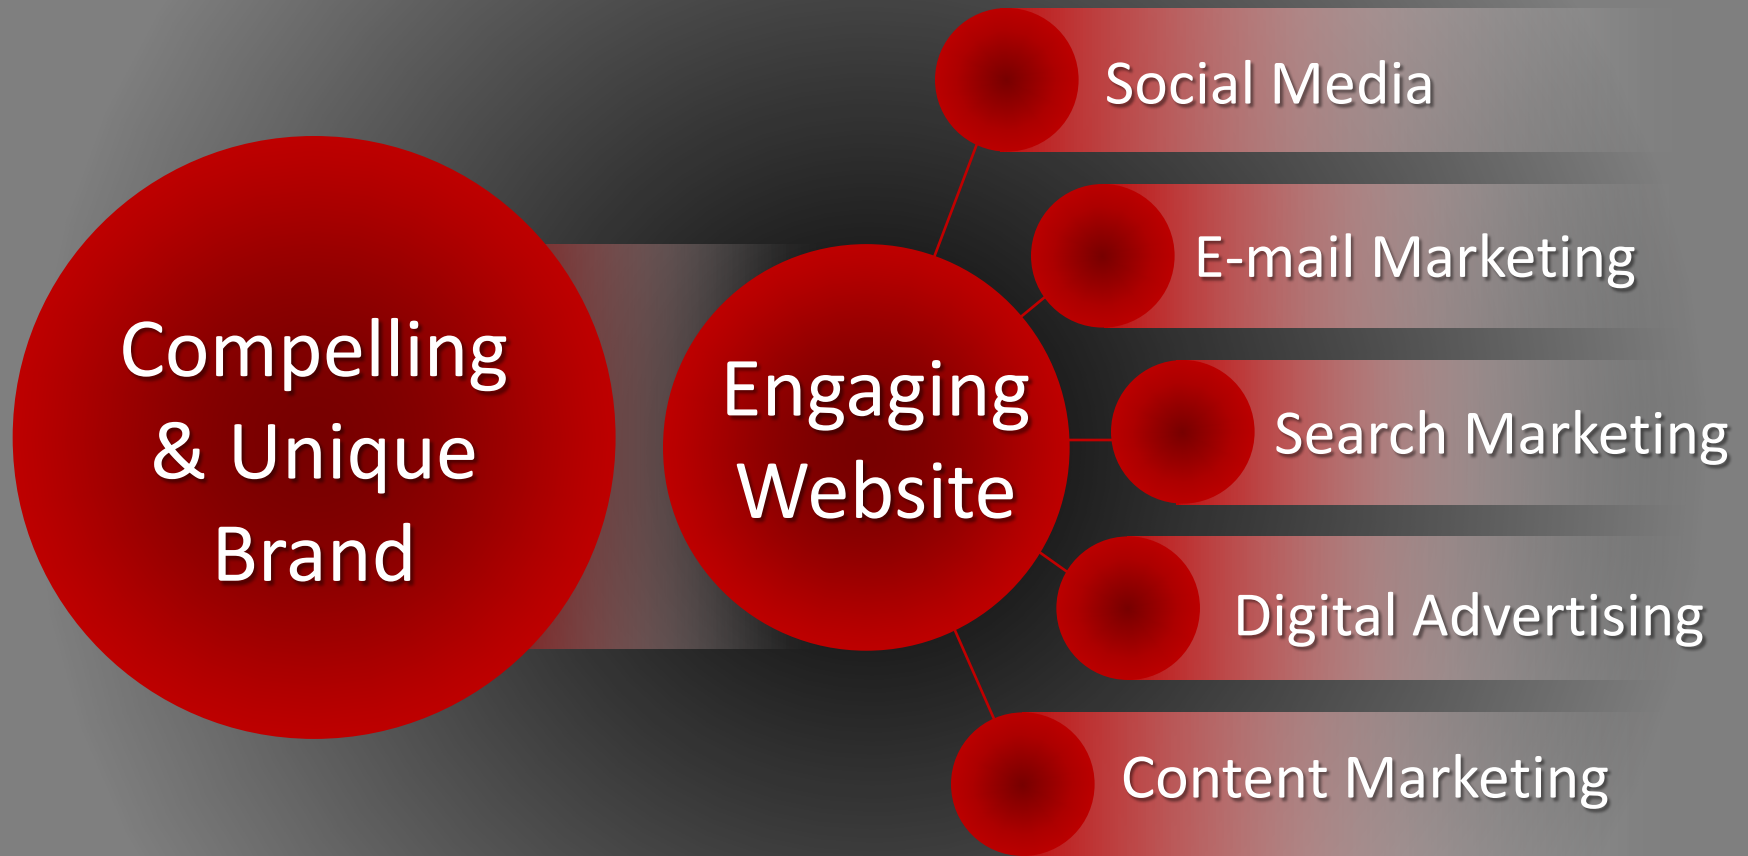 Compelling
& Unique
Brand
Engaging
Website
Social Media
E-mail Marketing
Search Marketing
Digital Advertising
Content Marketing